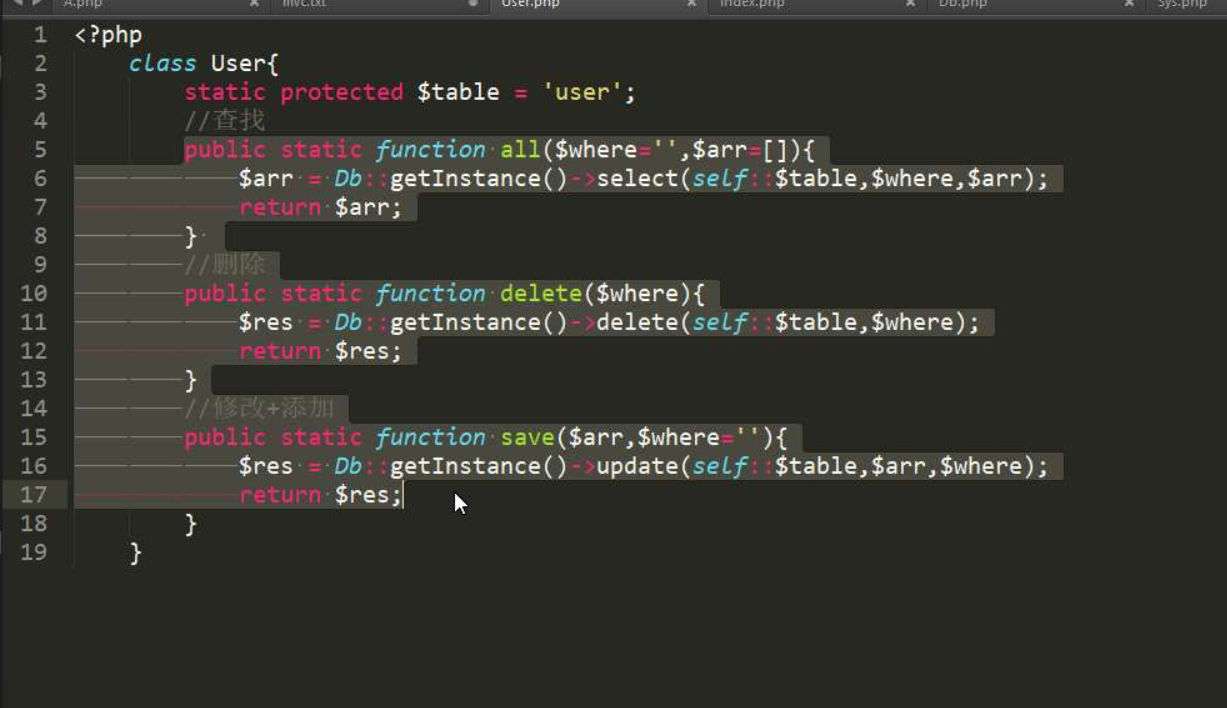 A.php mvc.txt User.php index.php Db.php Sys.php
1 <?php
2 class User{
3 static protected $table = 'user';
4 //查找
5 public static function all($where='',$arr=[]){
6 $arr = Db::getInstance()->select(self::$table,$where,$arr);
7 return $arr;
8 }
9 //删除
10 public static function delete($where){
11 $res = Db::getInstance()->delete(self::$table,$where);
12 return $res;
13 }
14 //修改+添加
15 public static function save($arr,$where=''){
16 $res = Db::getInstance()->update(self::$table,$arr,$where);
17 return $res;
18 }
19 }